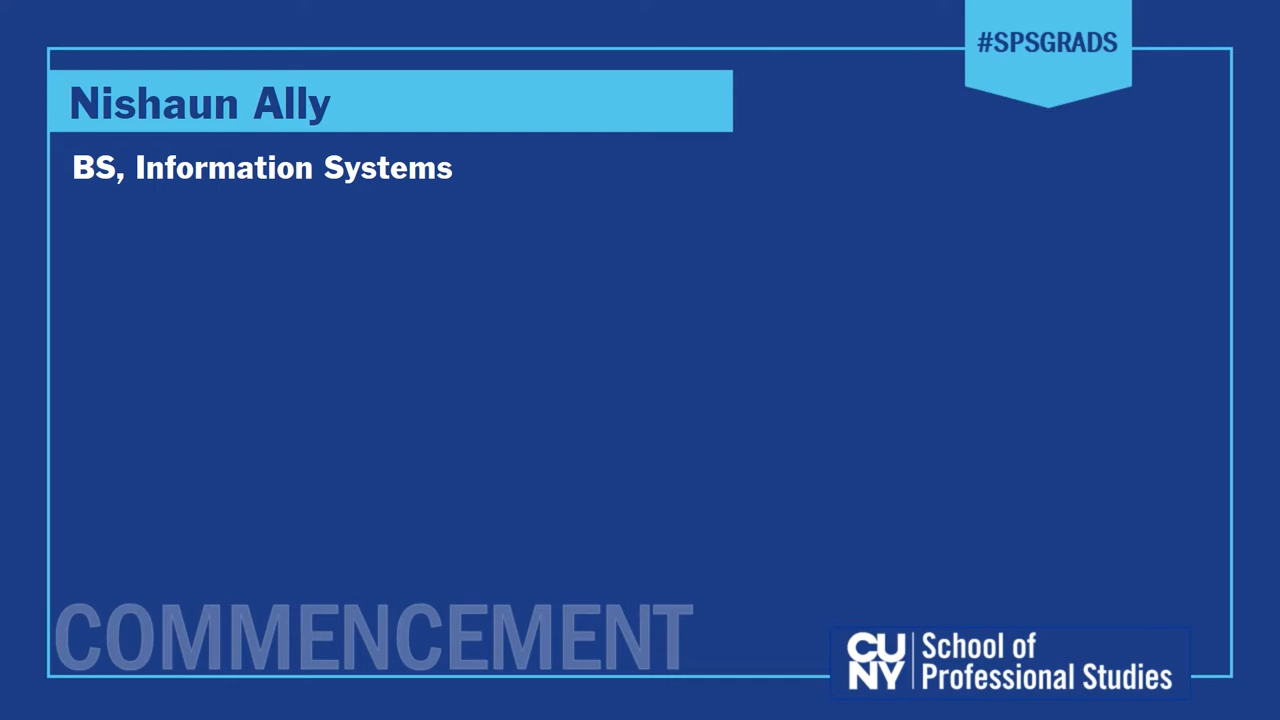 #SPSGRADS
Nishaun Ally
BS, Information Systems
COMMENCEMENT
CU
NY
School of
Professional Studies